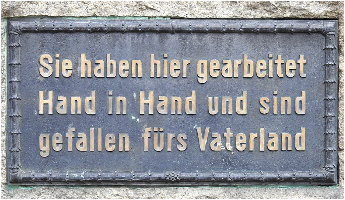 Sie haben hier gearbeitet
Hand in Hand und sind
gefallen fürs Vaterland